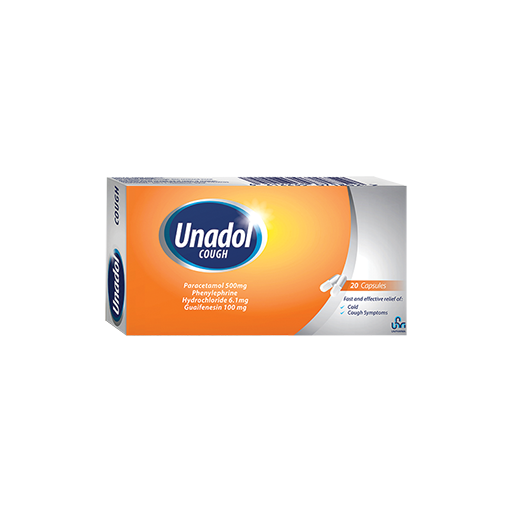 COUGH
Unadol
Unadol
COUGH
Paracetamol 500mg
Phenylephrine
Hydrochloride 6.1mg
Guaifenesin 100 mg
20 Capsules
Fast and effective relief of:
✓ Cold
✓ Cough Symptoms